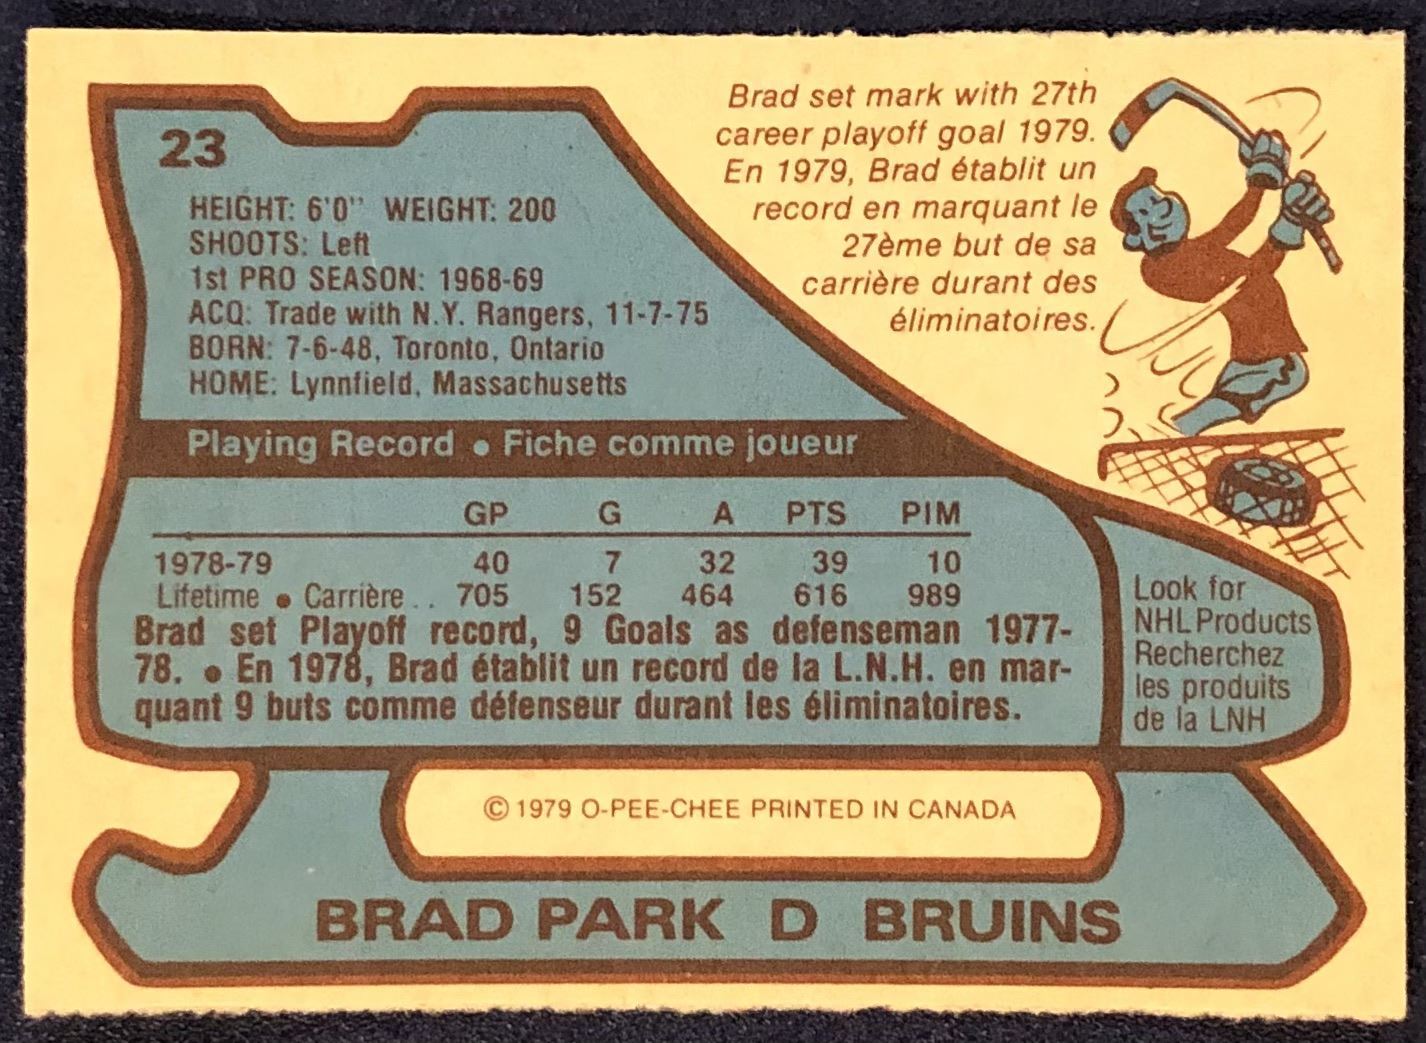 23
HEIGHT: 6'0" WEIGHT: 200
SHOOTS: Left
1st PRO SEASON: 1968-69
ACQ: Trade with N.Y. Rangers, 11-7-75
BORN: 7-6-48, Toronto, Ontario
HOME: Lynnfield, Massachusetts
Brad set mark with 27th
career playoff goal 1979.
En 1979, Brad établit un
record en marquant le
27ème but de sa
carrière durant des
éliminatoires.
Playing Record • Fiche comme joueur
GP G A PTS PIM
1978-79 40 7 32 39 10
Lifetime • Carrière .. 705 152 464 616 989
Brad set Playoff record, 9 Goals as defenseman 1977-
78. • En 1978, Brad établit un record de la L.N.H. en mar-
quant 9 buts comme défenseur durant les éliminatoires.
Look for
NHL Products
Recherchez
les produits
de la LNH
© 1979 O-PEE-CHEE PRINTED IN CANADA
BRAD PARK D BRUINS